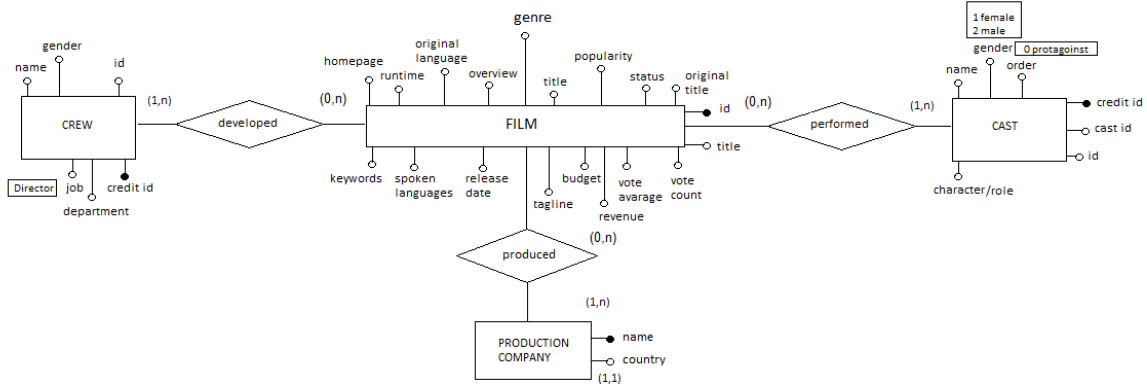 genre
1 female
2 male
gender
0 protagoinst
gender
name
id
homepage
runtime
original
language
overview
title
popularity
status
original
title
name
order
(1,n)
(0,n)
id
(0,n)
(1,n)
credit id
CREW
developed
FILM
performed
CAST
cast id
title
id
Director
job
credit id
department
keywords
spoken
languages
release
date
tagline
budget
revenue
vote
avarage
vote
count
character/role
(0,n)
produced
(1,n)
PRODUCTION
COMPANY
name
country
(1,1)